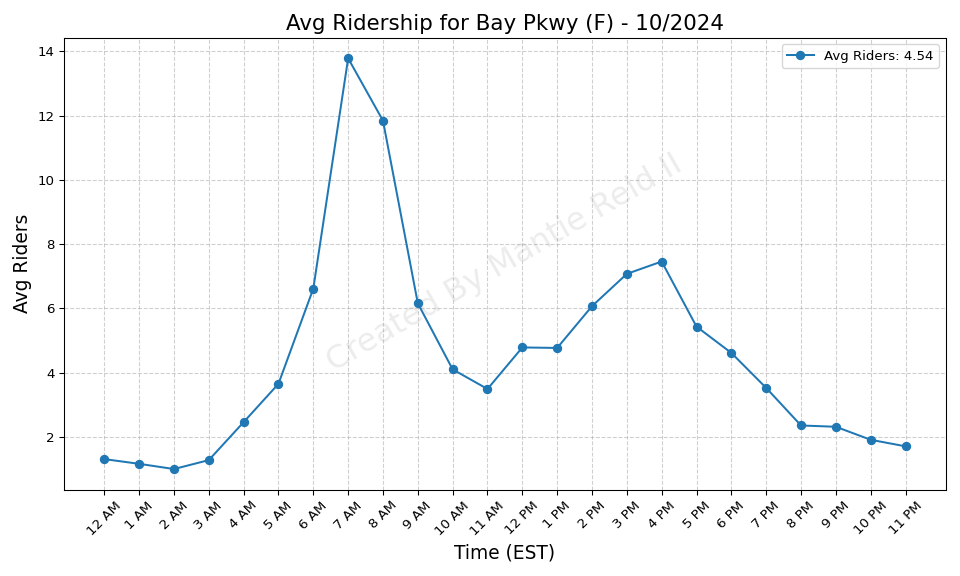 Avg Ridership for Bay Pkwy (F) - 10/2024
Avg Riders: 4.54
Avg Riders
14
12
10
8
6
4
2
Created By Mantie Reid II
12 AM
1 AM
2 AM
3 AM
4 AM
5 AM
6 AM
7 AM
8 AM
9 AM
10 AM
11 AM
12 PM
1 PM
2 PM
3 PM
4 PM
5 PM
6 PM
7 PM
8 PM
9 PM
10 PM
11 PM
Time (EST)